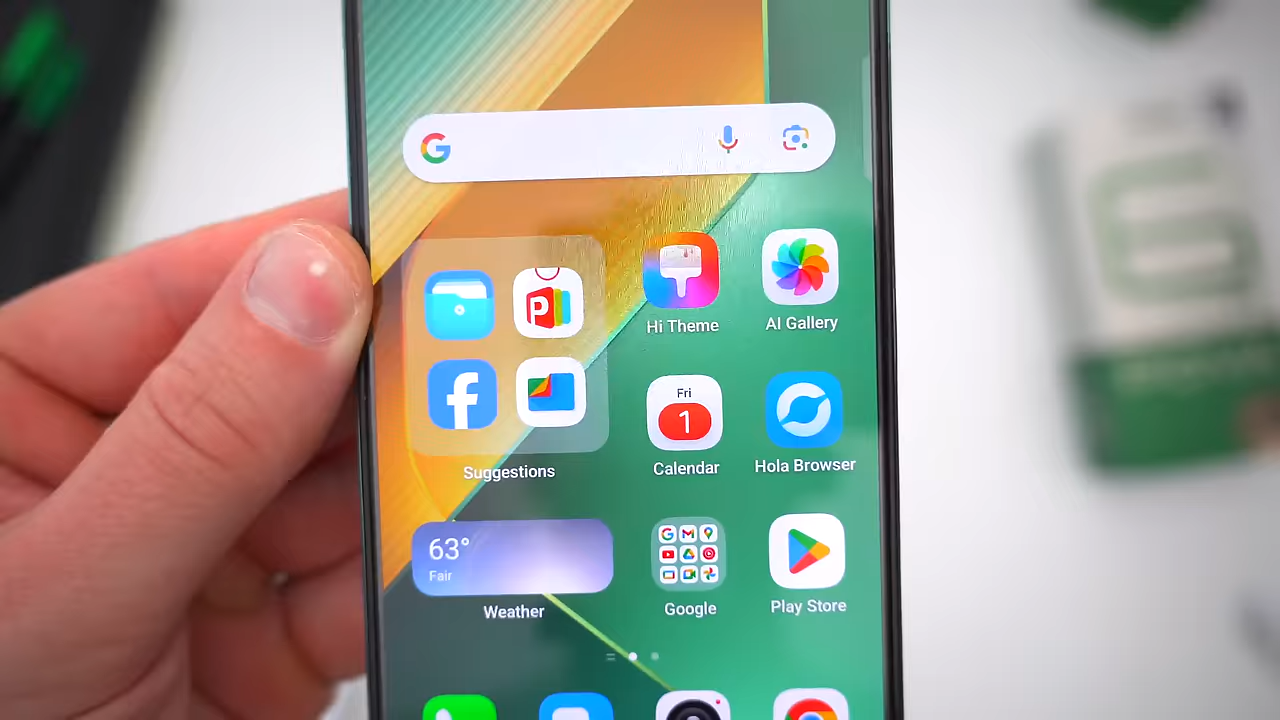 Hi Theme
AI Gallery
Suggestions
Fri
1
Calendar
Hola Browser
63°
Fair
Weather
Google
Play Store